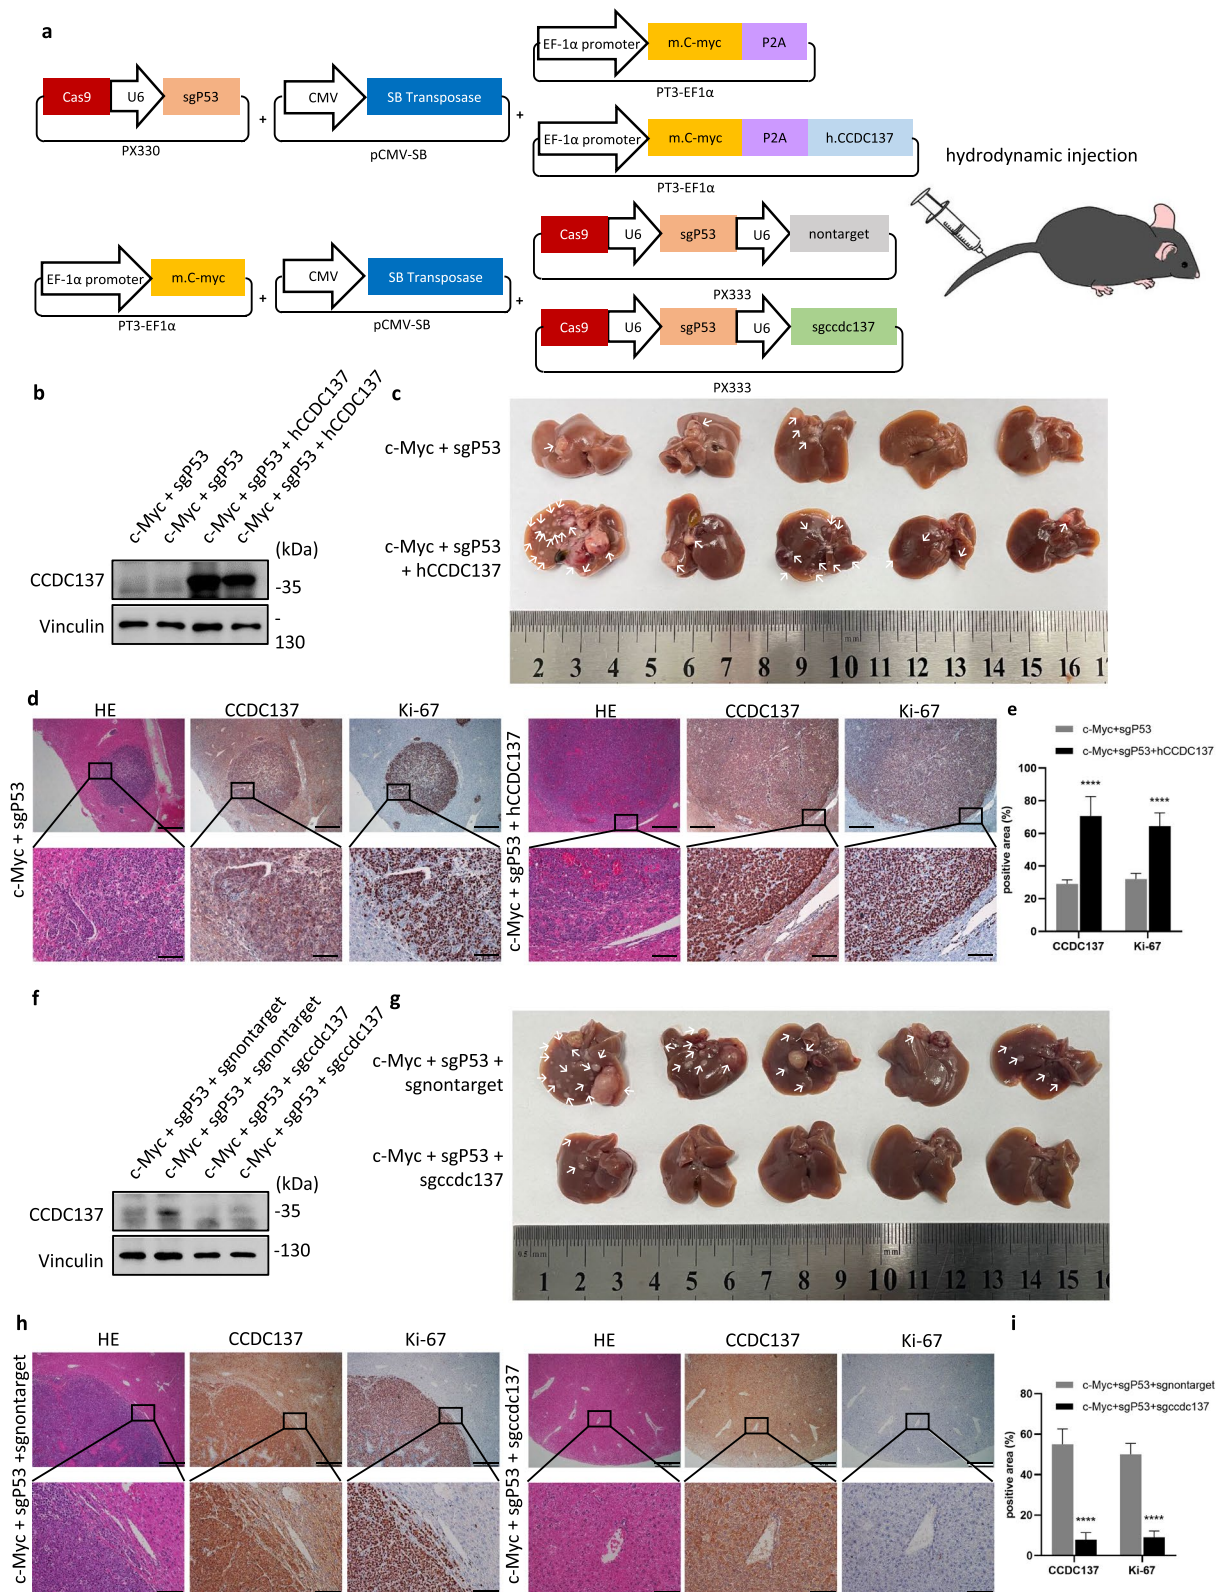 a
EF-1α promoter
m.C-myc
P2A
PT3-EF1α
Cas9
U6
sgP53
PX330
+
CMV
SB Transposase
pCMV-SB
+
EF-1α promoter
m.C-myc
P2A
h.CCDC137
PT3-EF1α
hydrodynamic injection
Cas9
U6
sgP53
U6
nontarget
PX333
EF-1α promoter
m.C-myc
PT3-EF1α
+
CMV
SB Transposase
pCMV-SB
+
Cas9
U6
sgP53
U6
sgccdc137
PX333
b
c-Myc + sgP53
c-Myc + sgP53
c-Myc + sgP53 + hCCDC137
c-Myc + sgP53 + hCCDC137
(kDa)
CCDC137
-35
Vinculin
-
130
c
c-Myc + sgP53
c-Myc + sgP53
+ hCCDC137
2 3 4 5 6 7 8 9 10 11 12 13 14 15 16 1
mm
d
HE
CCDC137
Ki-67
c-Myc + sgP53
HE
CCDC137
Ki-67
c-Myc + sgP53 + hCCDC137
e
c-Myc+sgP53
c-Myc+sgP53+hCCDC137
positive area (%)
100
80
60
40
20
0
****
****
CCDC137
Ki-67
f
c-Myc + sgP53 + sgnontarget
c-Myc + sgP53 + sgnontarget
c-Myc + sgP53 + sgccdc137
c-Myc + sgP53 + sgccdc137
(kDa)
CCDC137
-35
Vinculin
-130
g
c-Myc + sgP53 +
sgnontarget
c-Myc + sgP53 +
sgccdc137
0.5 mm
mm
1 2 3 4 5 6 7 8 9 10 11 12 13 14 15
h
HE
CCDC137
Ki-67
c-Myc + sgP53 +sgnontarget
HE
CCDC137
Ki-67
c-Myc + sgP53 + sgccdc137
i
c-Myc+sgP53+sgnontarget
c-Myc+sgP53+sgccdc137
positive area (%)
80
60
40
20
0
****
****
CCDC137
Ki-67